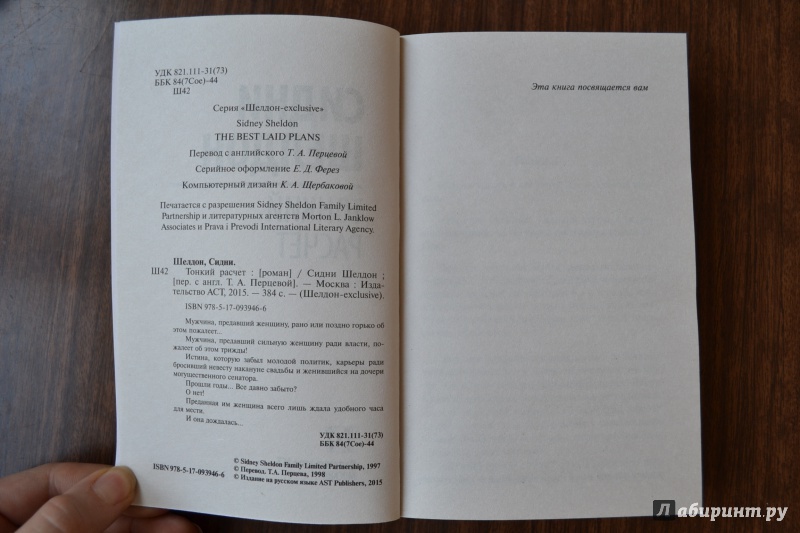 УДК 821.111-31(73)
ББК 84(7Сое)-44
Ш42
Серия «Шелдон-exclusive»
Sidney Sheldon
THE BEST LAID PLANS
Перевод с английского Т. А. Перцевой
Серийное оформление Е. Д. Ферез
Компьютерный дизайн К. А. Щербаковой
Печатается с разрешения Sidney Sheldon Family Limited
Partnership и литературных агентств Morton L. Janklow
Associates и Prava i Prevodi International Literary Agency.
Шелдон, Сидни.
Ш42 Тонкий расчет : [роман] / Сидни Шелдон ;
[пер. с англ. Т. А. Перцевой]. — Москва : Изда-
тельство АСТ, 2015. — 384 с. — (Шелдон-exclusive).
ISBN 978-5-17-093946-6
Мужчина, предавший женщину, рано или поздно горько об
этом пожалеет...
Мужчина, предавший сильную женщину ради власти, по-
жалеет об этом трижды!
Истина, которую забыл молодой политик, карьеры ради
бросивший невесту накануне свадьбы и женившийся на дочери
могущественного сенатора.
Прошли годы... Все давно забыто?
О нет!
Преданная им женщина всего лишь ждала удобного часа
для мести.
И она дождалась...
УДК 821.111-31(73)
ББК 84(7Сое)-44
© Sidney Sheldon Family Limited Partnership, 1997
© Перевод. Т.А. Перцева, 1998
ISBN 978-5-17-093946-6 © Издание на русском языке AST Publishers, 2015
Эта книга посвящается вам
Лабиринт.ру